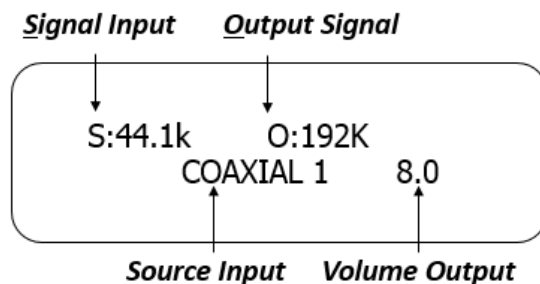 Signal Input Output Signal
S:44.1k O:192K
COAXIAL 1 8.0
Source Input Volume Output